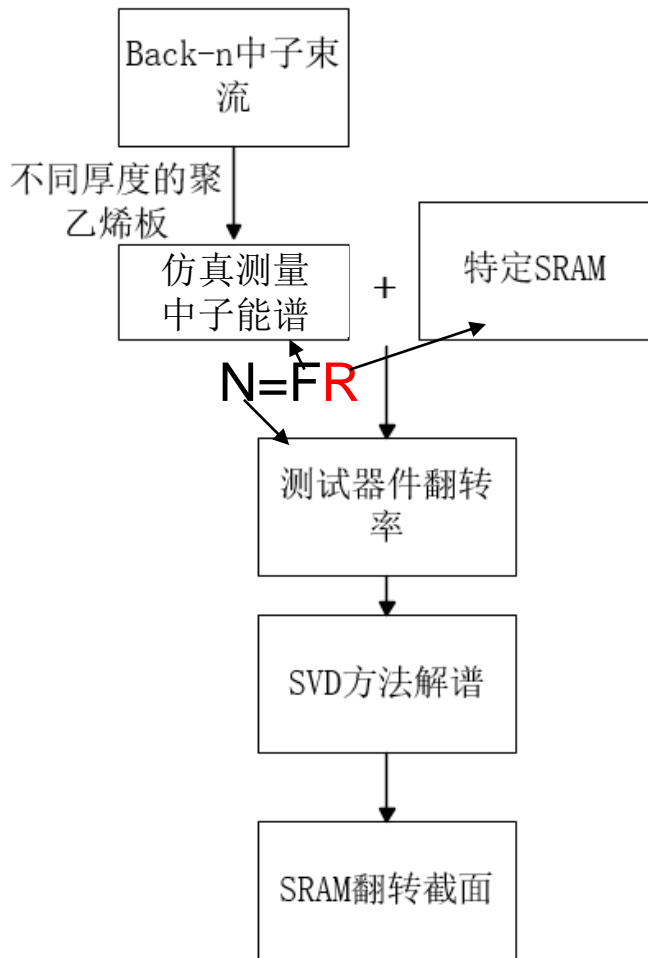 Back-n中子束
流
不同厚度的聚
乙烯板
仿真测量
中子能谱
+
特定SRAM
N=FR
测试器件翻转
率
SVD方法解谱
SRAM翻转截面